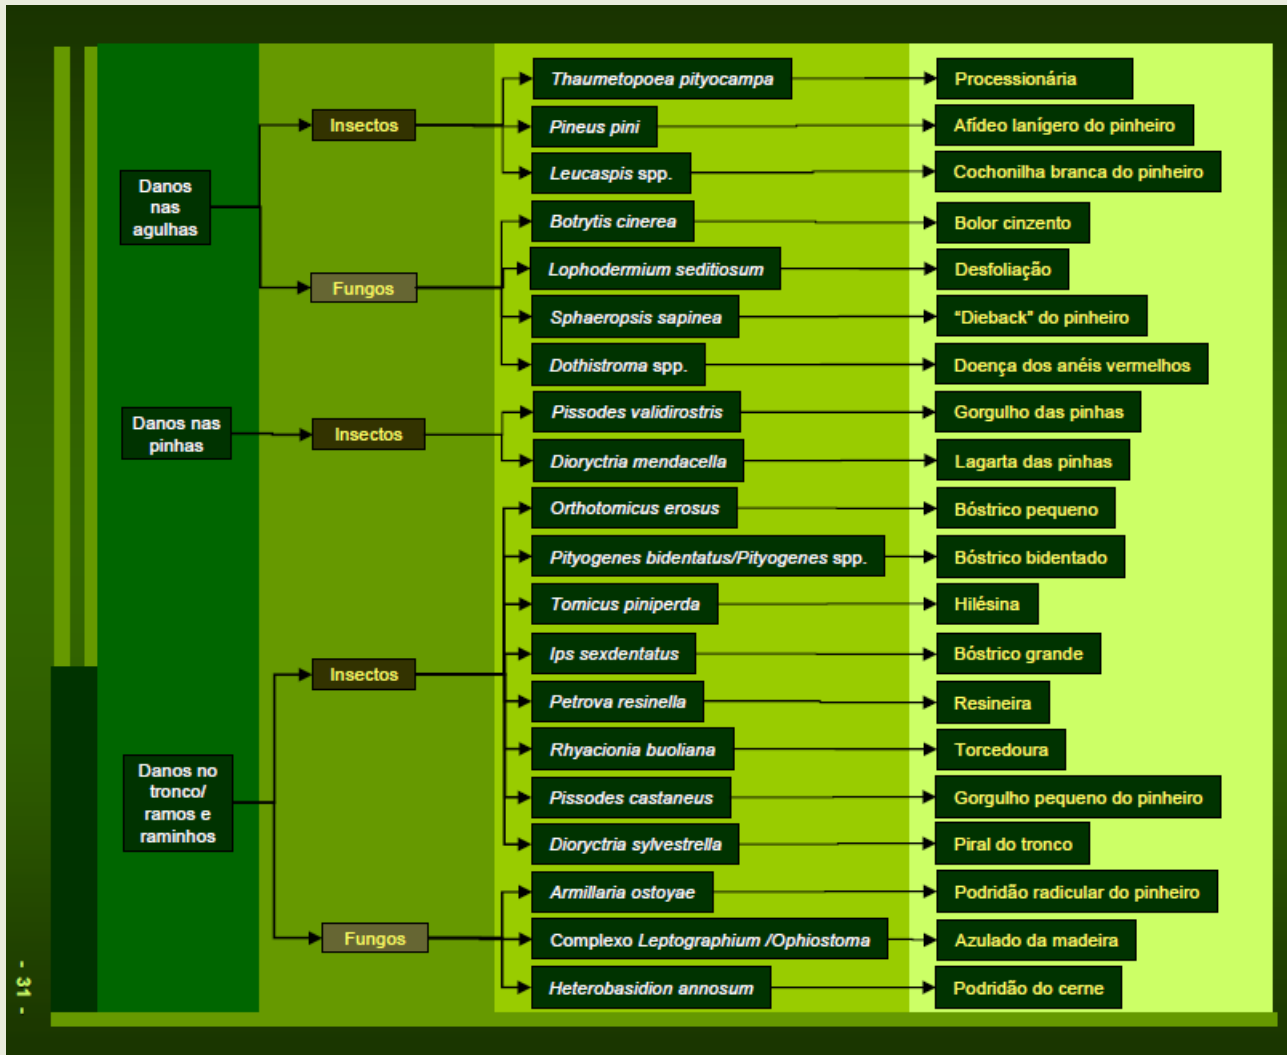 Danos
nas
agulhas
Insectos
Thaumetopoea pityocampa
Processionária
Pineus pini
Afídeo lanígero do pinheiro
Leucaspis spp.
Cochonilha branca do pinheiro
Fungos
Botrytis cinerea
Bolor cinzento
Lophodermium seditiosum
Desfoliação
Sphaeropsis sapinea
“Dieback” do pinheiro
Dothistroma spp.
Doença dos anéis vermelhos
Danos nas
pinhas
Insectos
Pissodes validirostris
Gorgulho das pinhas
Dioryctria mendacella
Lagarta das pinhas
Danos no
tronco/
ramos e
raminhos
Insectos
Orthotomicus erosus
Bóstrico pequeno
Pityogenes bidentatus/Pityogenes spp.
Bóstrico bidentado
Tomicus piniperda
Hilésina
Ips sexdentatus
Bóstrico grande
Petrova resinella
Resineira
Rhyacionia buoliana
Torcedoura
Pissodes castaneus
Gorgulho pequeno do pinheiro
Dioryctria sylvestrella
Piral do tronco
Fungos
Armillaria ostoyae
Podridão radicular do pinheiro
Complexo Leptographium /Ophiostoma
Azulado da madeira
Heterobasidion annosum
Podridão do cerne
- 31 -